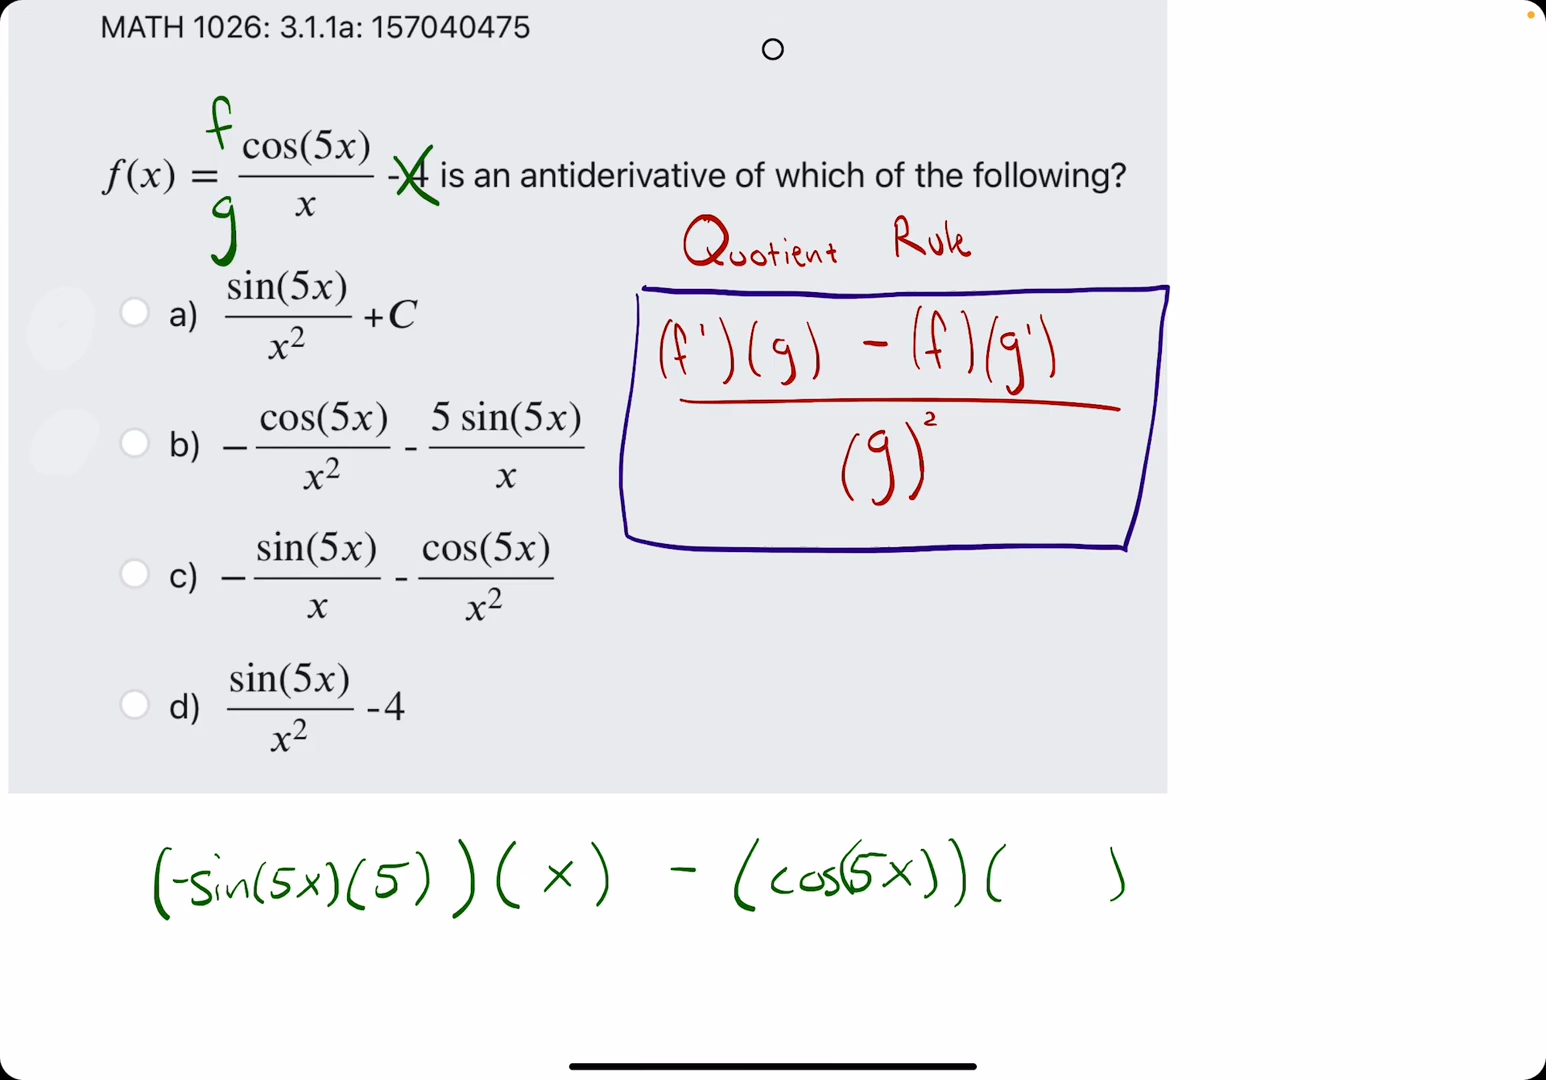 MATH 1026: 3.1.1a: 157040475
f
f(x) = cos(5x)/x -4 is an antiderivative of which of the following?
g
Quotient Rule
a) sin(5x)/x² +C
(f')(g) - (f)(g')
(g)²
b) − cos(5x)/x² - 5 sin(5x)/x
c) − sin(5x)/x - cos(5x)/x²
d) sin(5x)/x² -4
(-sin(5x)(5))(x) - (cos(5x))( )